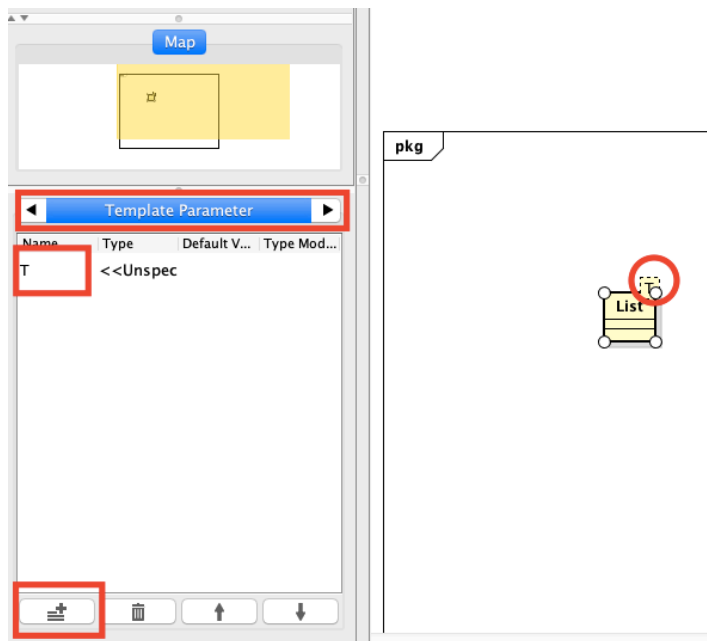 Map
pkg
Template Parameter
Name Type Default V... Type Mod...
T <<Unspec
T
List